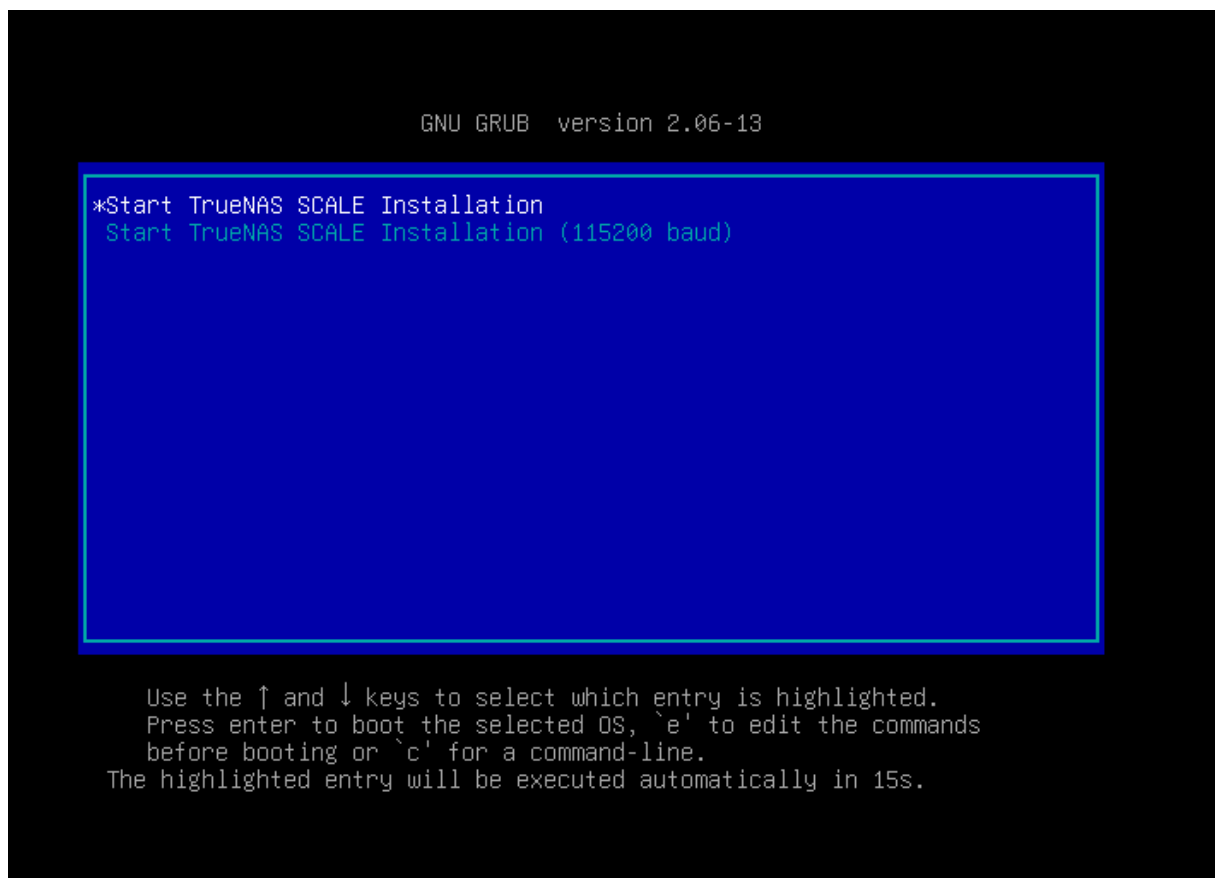 GNU GRUB  version 2.06-13
*Start TrueNAS SCALE Installation
Start TrueNAS SCALE Installation (115200 baud)
Use the ↑ and ↓ keys to select which entry is highlighted.
Press enter to boot the selected OS, `e' to edit the commands
before booting or `c' for a command-line.
The highlighted entry will be executed automatically in 15s.